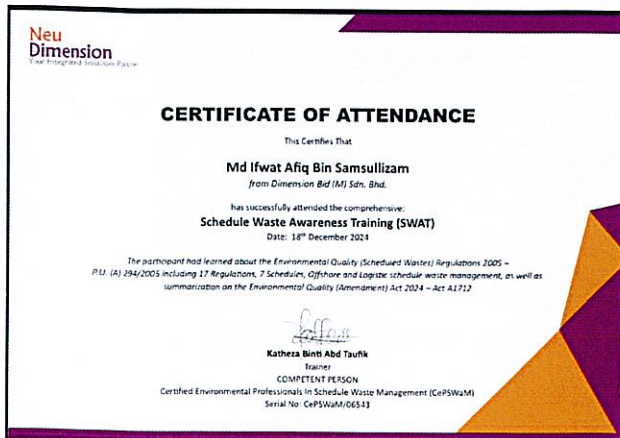 Neu
Dimension
Your Integrated Solutions Partner
CERTIFICATE OF ATTENDANCE
This Certifies That
Md Ifwat Afiq Bin Samsullizam
from Dimension Bid (M) Sdn. Bhd.
has successfully attended the comprehensive:
Schedule Waste Awareness Training (SWAT)
Date: 18th December 2024
The participant had learned about the Environmental Quality (Scheduled Wastes) Regulations 2005 –
P.U. (A) 294/2005 including 17 Regulations, 7 Schedules, Offshore and Logistic schedule waste management, as well as
summarization on the Environmental Quality (Amendment) Act 2024 – Act A1712
Katheza Binti Abd Taufik
Trainer
COMPETENT PERSON
Certified Environmental Professionals In Schedule Waste Management (CePSWaM)
Serial No: CePSWaM/06543